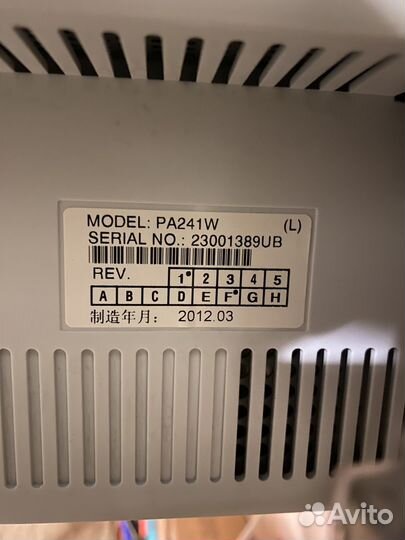 MODEL: PA241W (L)
SERIAL NO.: 23001389UB
REV. 1 2 3 4 5
A B C D E F G H
制造年月: 2012.03
Avito